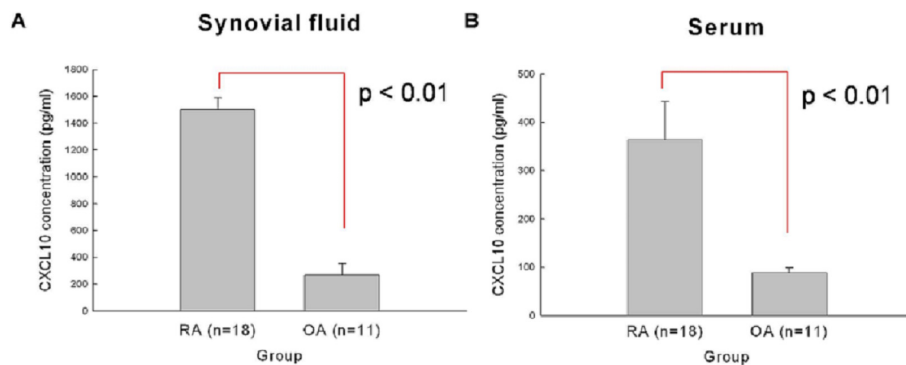 A
Synovial fluid
CXCL10 concentration (pg/ml)
1800
1600
1400
1200
1000
800
600
400
200
0
p < 0.01
RA (n=18) OA (n=11)
Group
B
Serum
CXCL10 concentration (pg/ml)
500
400
300
200
100
0
p < 0.01
RA (n=18) OA (n=11)
Group